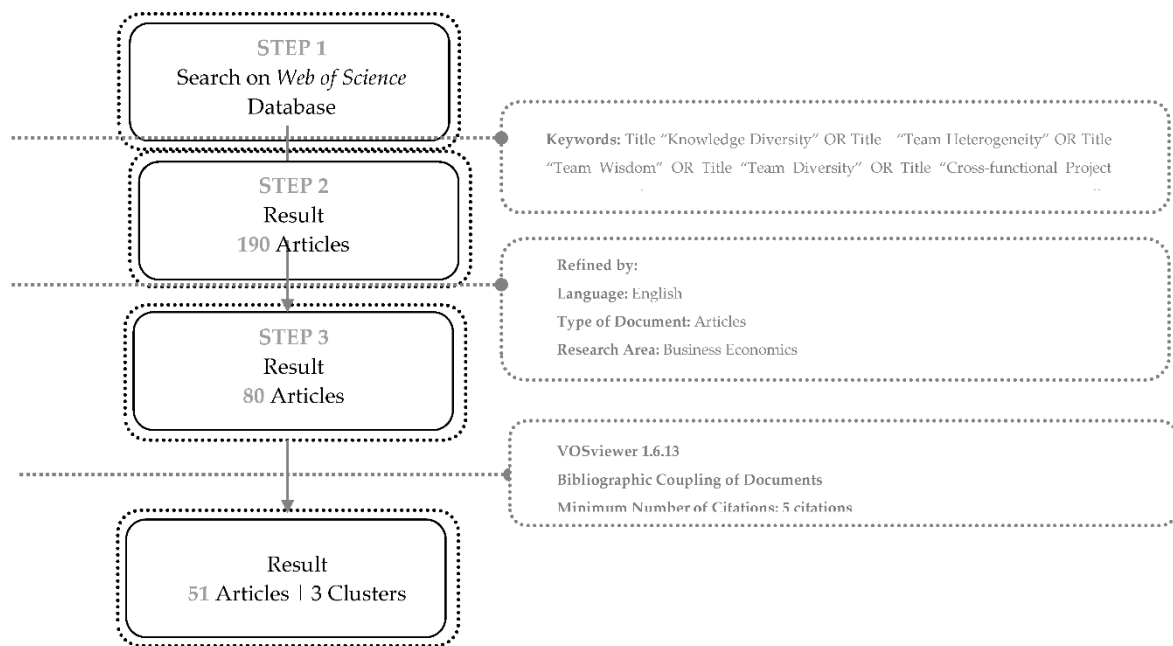 STEP 1
Search on Web of Science
Database
Keywords: Title “Knowledge Diversity” OR Title “Team Heterogeneity” OR Title
“Team Wisdom” OR Title “Team Diversity” OR Title “Cross-functional Project
STEP 2
Result
190 Articles
Refined by:
Language: English
Type of Document: Articles
Research Area: Business Economics
STEP 3
Result
80 Articles
VOSviewer 1.6.13
Bibliographic Coupling of Documents
Minimum Number of Citations: 5 citations
Result
51 Articles | 3 Clusters